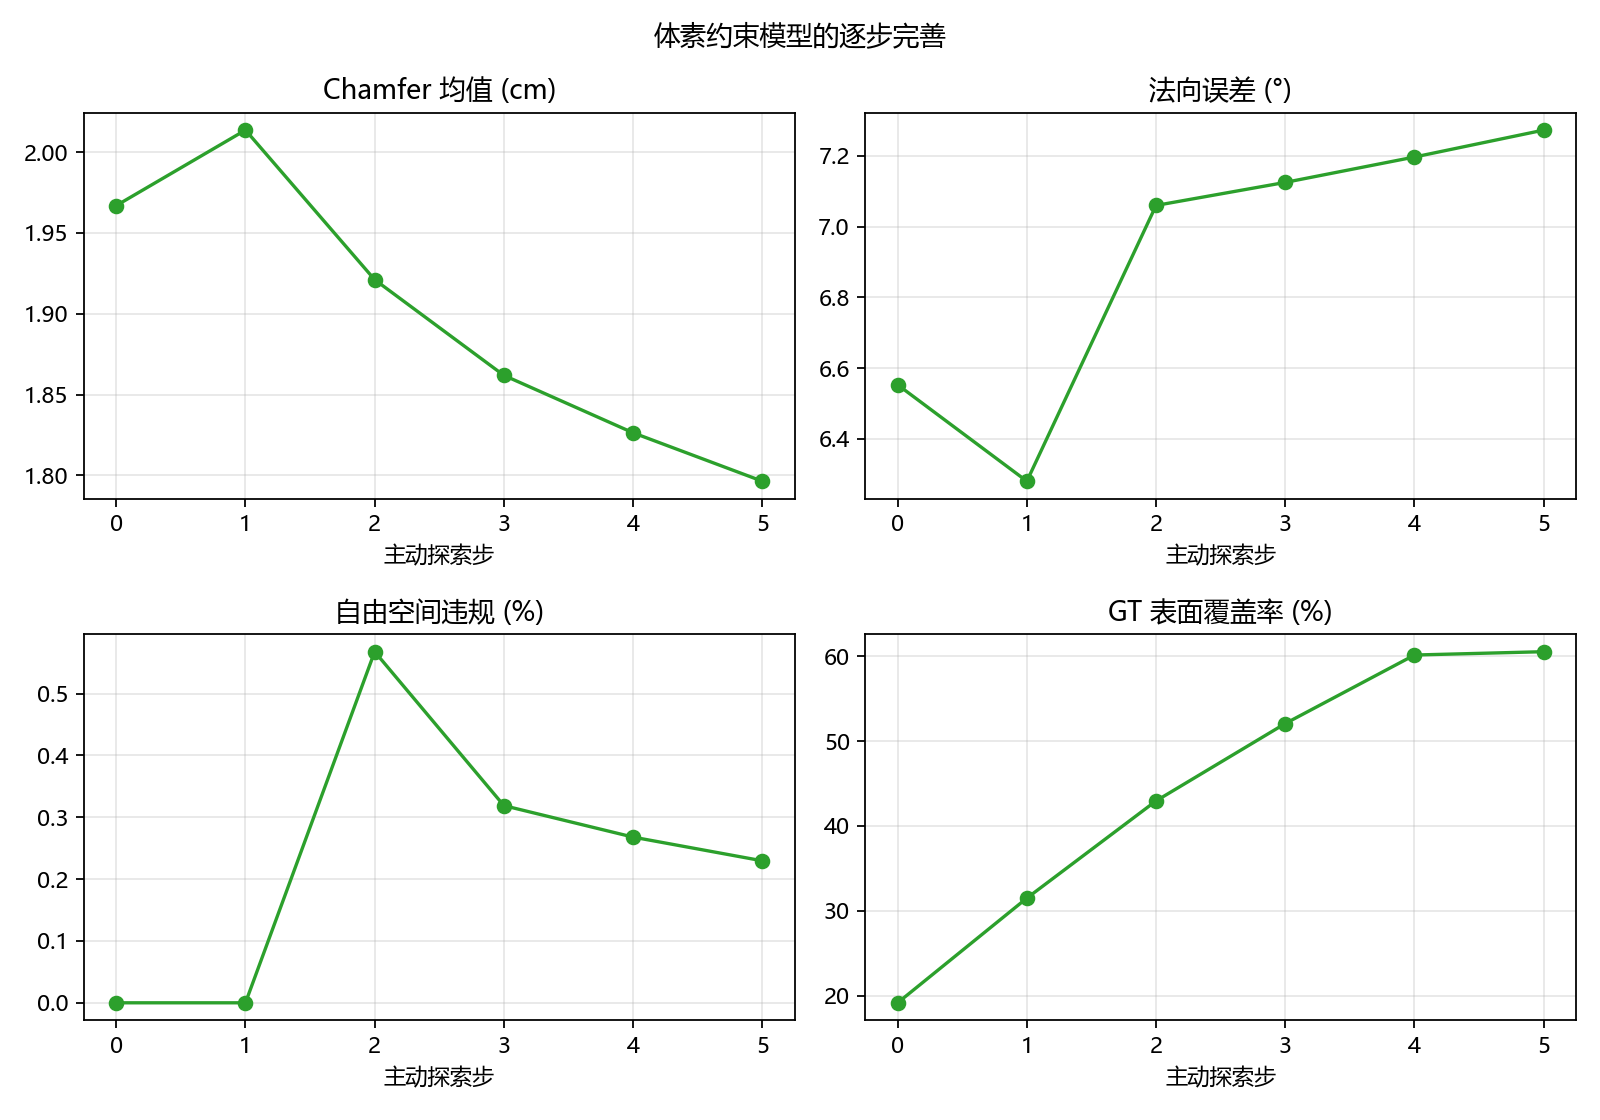 体素约束模型的逐步完善
Chamfer 均值 (cm)
2.00
1.95
1.90
1.85
1.80
0 1 2 3 4 5
主动探索步
法向误差 (°)
7.2
7.0
6.8
6.6
6.4
0 1 2 3 4 5
主动探索步
自由空间违规 (%)
0.5
0.4
0.3
0.2
0.1
0.0
0 1 2 3 4 5
主动探索步
GT 表面覆盖率 (%)
60
50
40
30
20
0 1 2 3 4 5
主动探索步